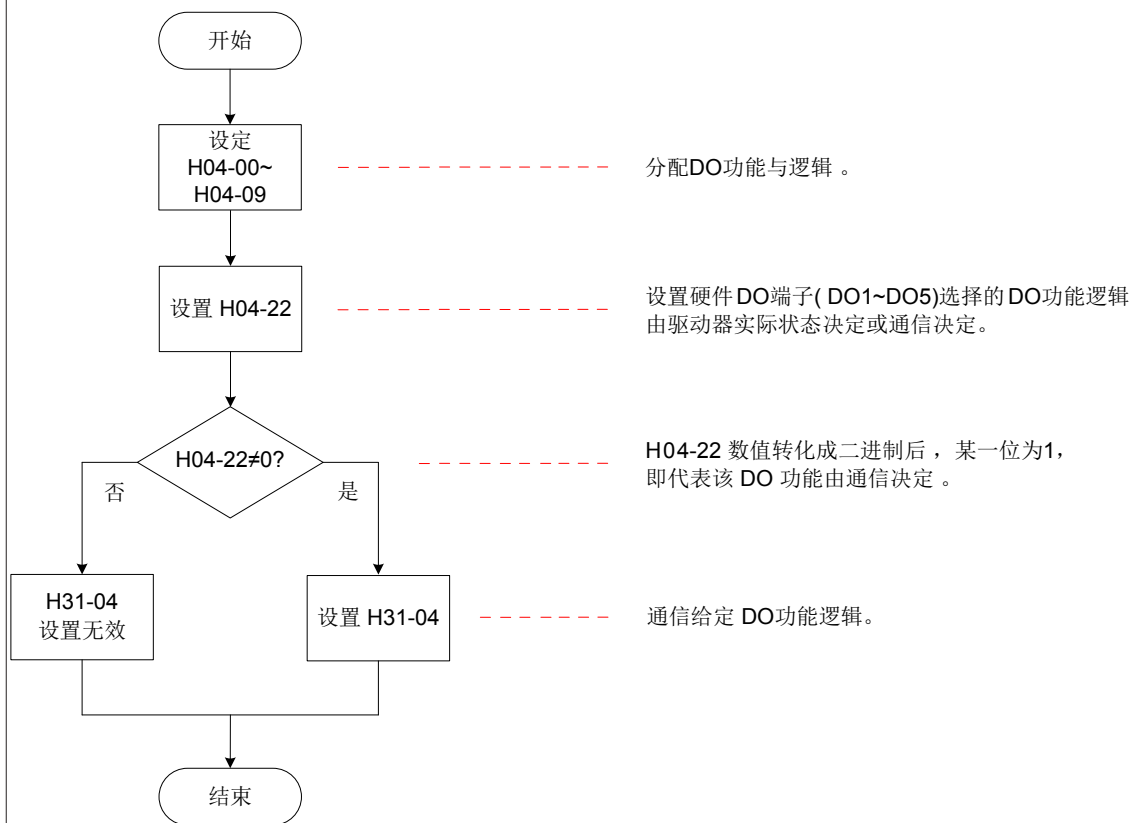 开始
设定
H04-00~
H04-09
分配DO功能与逻辑 。
设置 H04-22
设置硬件DO端子( DO1~DO5)选择的DO功能逻辑
由驱动器实际状态决定或通信决定。
H04-22≠0?
H04-22 数值转化成二进制后 ，某一位为1，
即代表该 DO 功能由通信决定 。
否
是
H31-04
设置无效
设置 H31-04
通信给定 DO功能逻辑。
结束